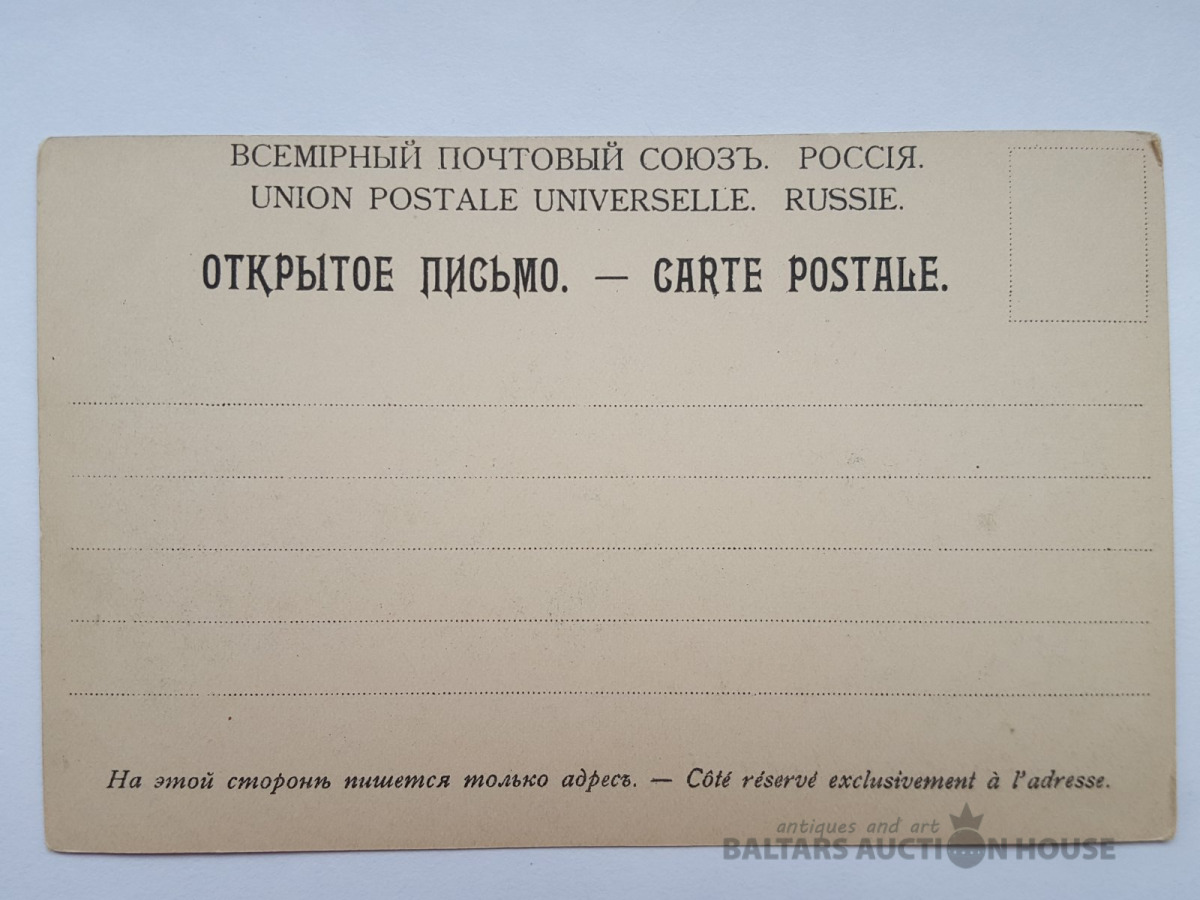 ВСЕМІРНЫЙ ПОЧТОВЫЙ СОЮЗЪ. РОССІЯ.
UNION POSTALE UNIVERSELLE. RUSSIE.
ОТКРЫТОЕ ПИСЬМО. — CARTE POSTALE.
На этой сторонѣ пишется только адресъ. — Côté réservé exclusivement à l'adresse.
antiques and art
BALTARS AUCTION HOUSE